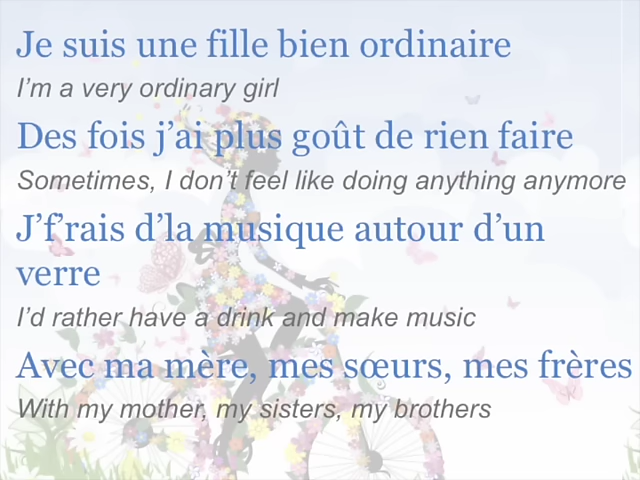 Je suis une fille bien ordinaire
I’m a very ordinary girl
Des fois j’ai plus goût de rien faire
Sometimes, I don’t feel like doing anything anymore
J’f’rais d’la musique autour d’un
verre
I’d rather have a drink and make music
Avec ma mère, mes sœurs, mes frères
With my mother, my sisters, my brothers